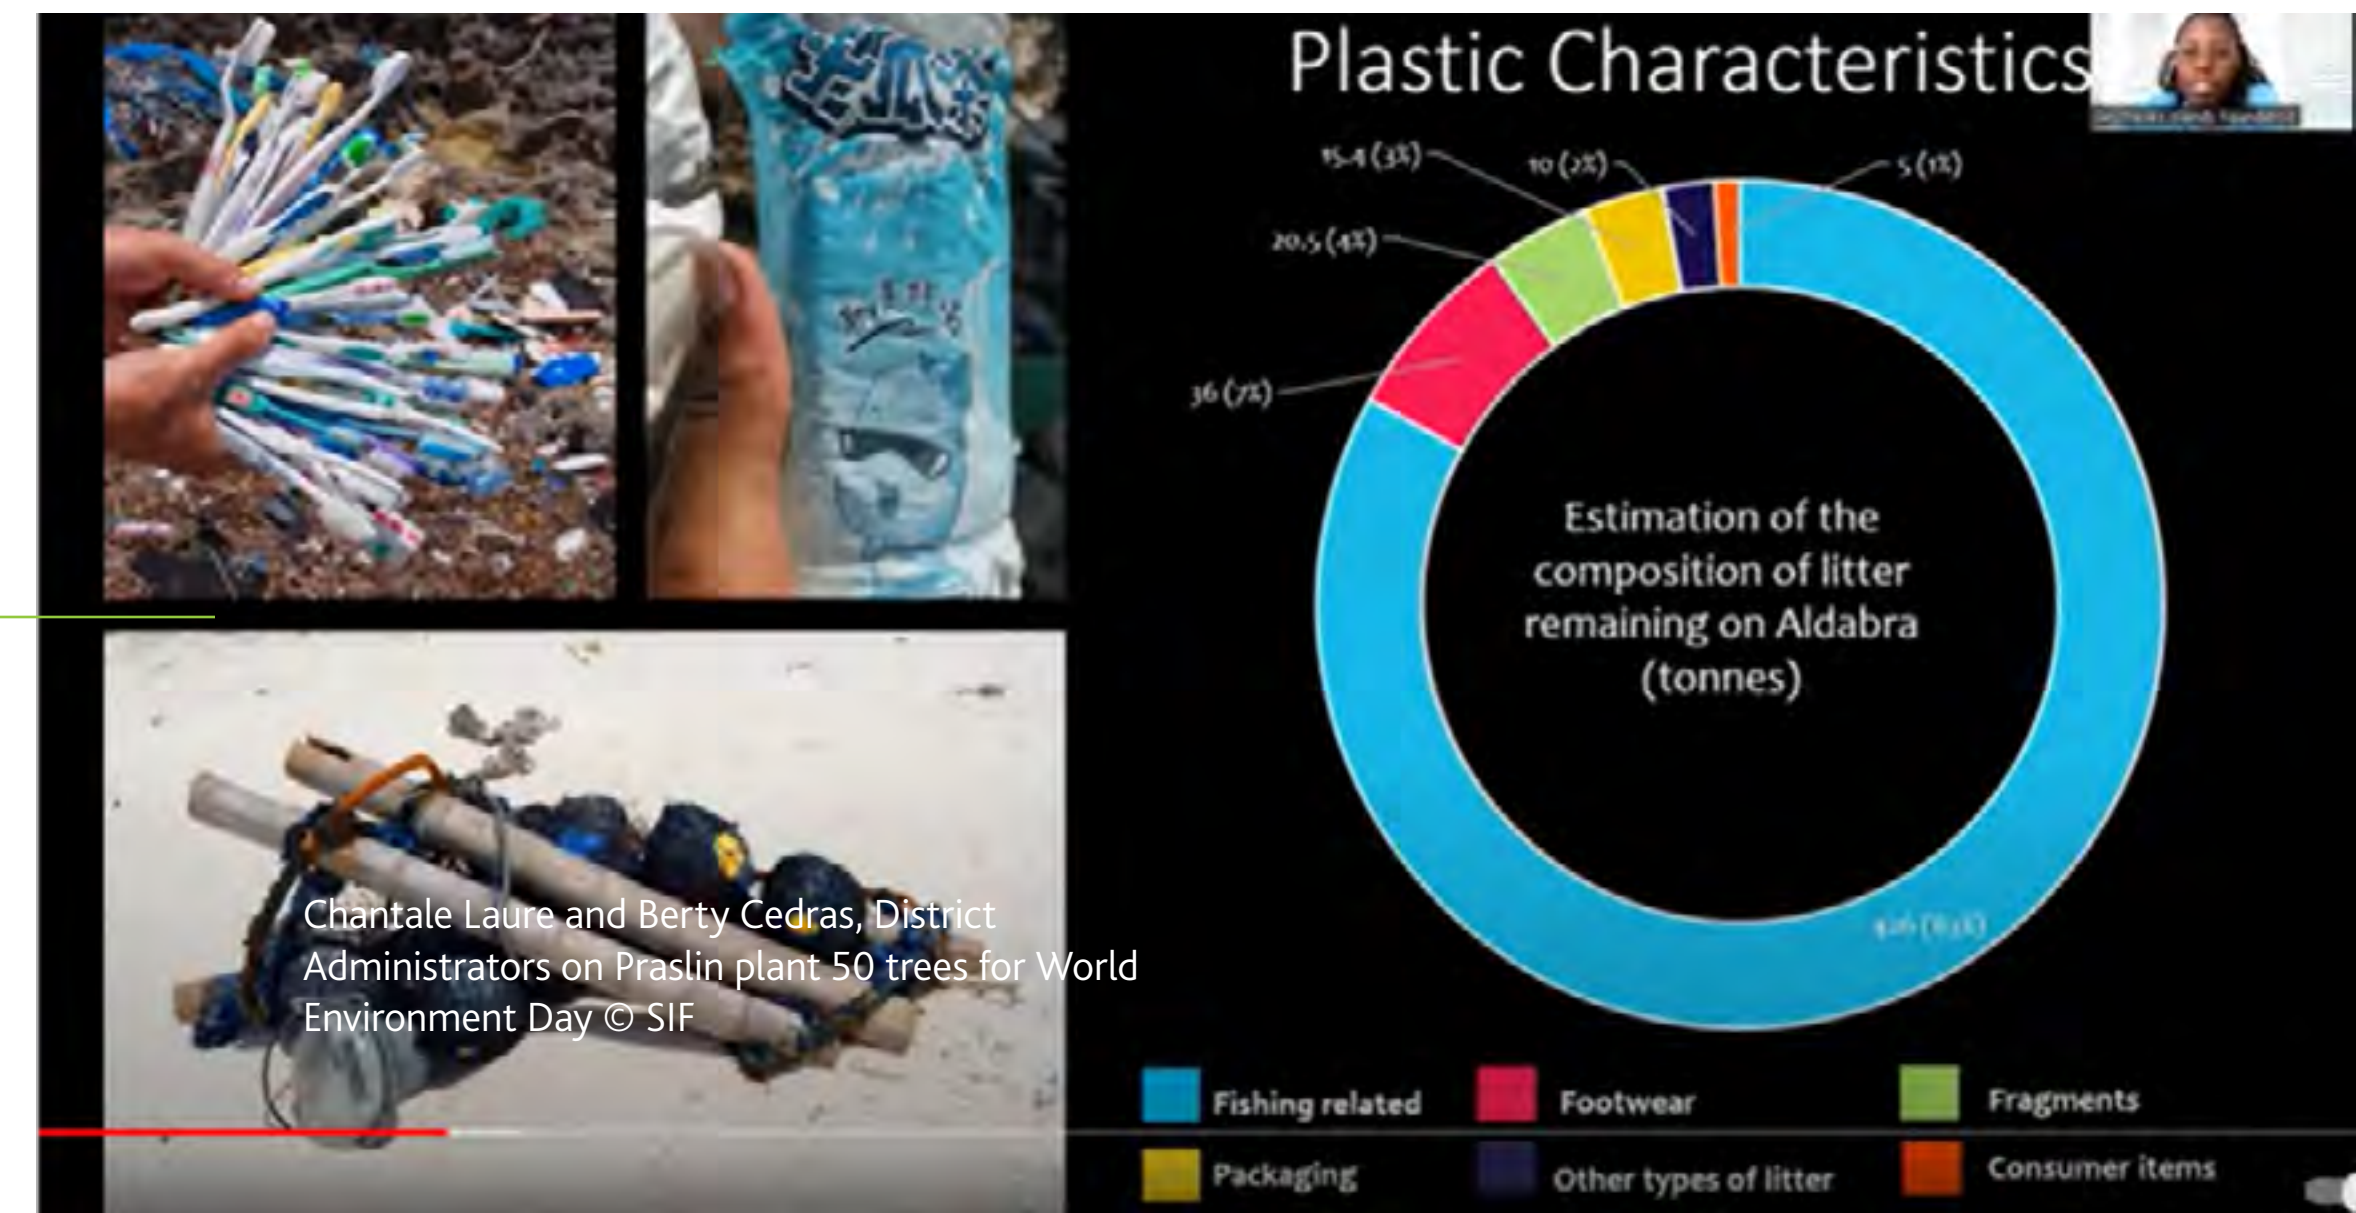 Plastic Characteristics
15.4 (3%)
10 (2%)
5 (1%)
20.5 (4%)
36 (7%)
Estimation of the
composition of litter
remaining on Aldabra
(tonnes)
426 (83%)
Chantale Laure and Berty Cedras, District
Administrators on Praslin plant 50 trees for World
Environment Day © SIF
Fishing related
Footwear
Fragments
Packaging
Other types of litter
Consumer items